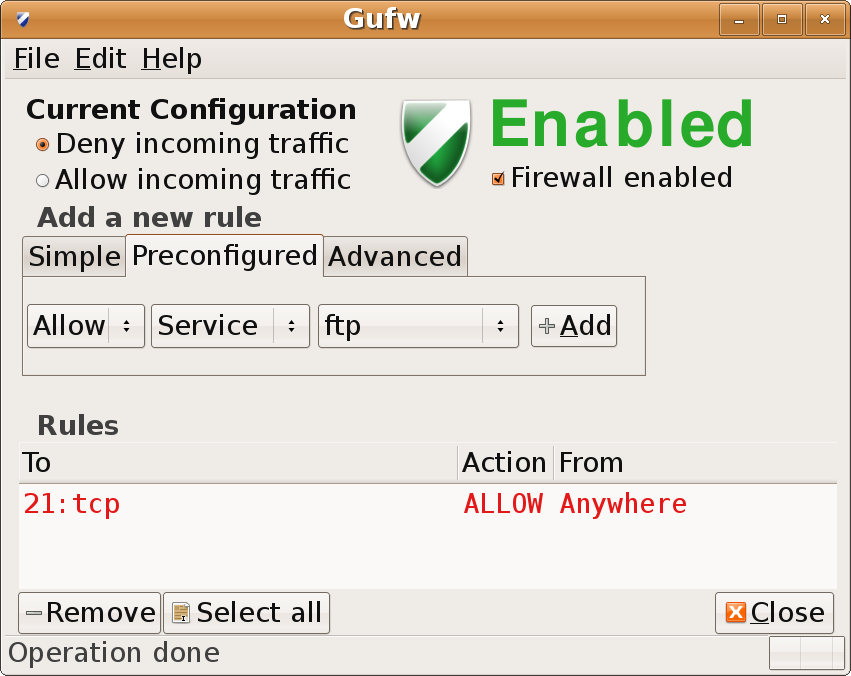 Gufw
File Edit Help
Current Configuration
Deny incoming traffic
Allow incoming traffic
Enabled
Firewall enabled
Add a new rule
Simple Preconfigured Advanced
Allow Service ftp Add
Rules
To Action From
21:tcp ALLOW Anywhere
Remove Select all Close
Operation done